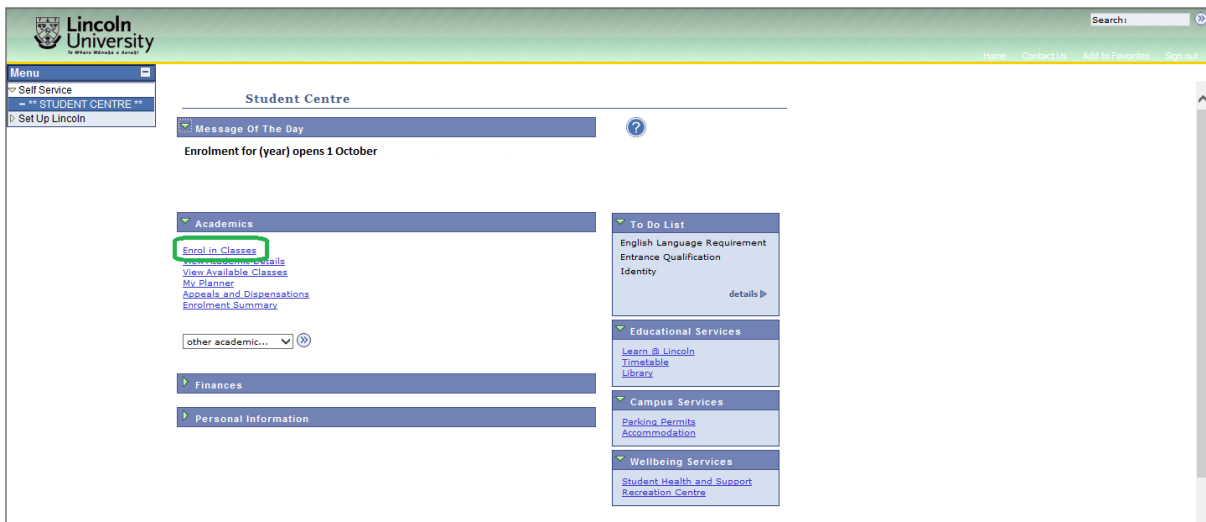 Lincoln
University
Te Whare Wānaka o Aoraki
Search:
Home Contact Us Add to Favorites Sign out
Menu
Self Service
** STUDENT CENTRE **
Set Up Lincoln
Student Centre
Message Of The Day
Enrolment for (year) opens 1 October
Academics
Enrol in Classes
View Academic Details
View Available Classes
My Planner
Appeals and Dispensations
Enrolment Summary
other academic...
Finances
Personal Information
To Do List
English Language Requirement
Entrance Qualification
Identity
details
Educational Services
Learn @ Lincoln
Timetable
Library
Campus Services
Parking Permits
Accommodation
Wellbeing Services
Student Health and Support
Recreation Centre